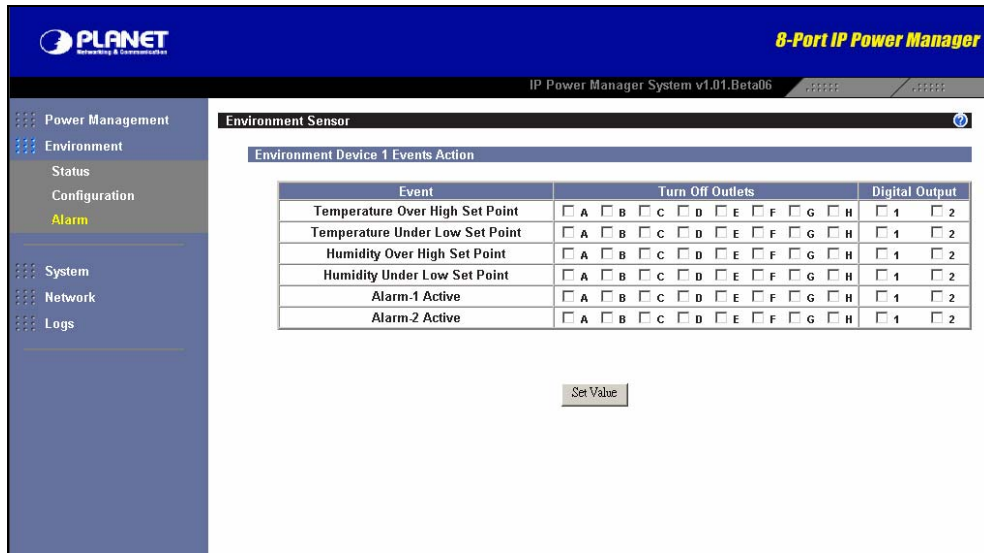 PLANET
Networking & Communication
8-Port IP Power Manager
IP Power Manager System v1.01.Beta06
Power Management
Environment
Status
Configuration
Alarm
System
Network
Logs
Environment Sensor ?
Environment Device 1 Events Action
Event Turn Off Outlets Digital Output
Temperature Over High Set Point A B C D E F G H 1 2
Temperature Under Low Set Point A B C D E F G H 1 2
Humidity Over High Set Point A B C D E F G H 1 2
Humidity Under Low Set Point A B C D E F G H 1 2
Alarm-1 Active A B C D E F G H 1 2
Alarm-2 Active A B C D E F G H 1 2
Set Value